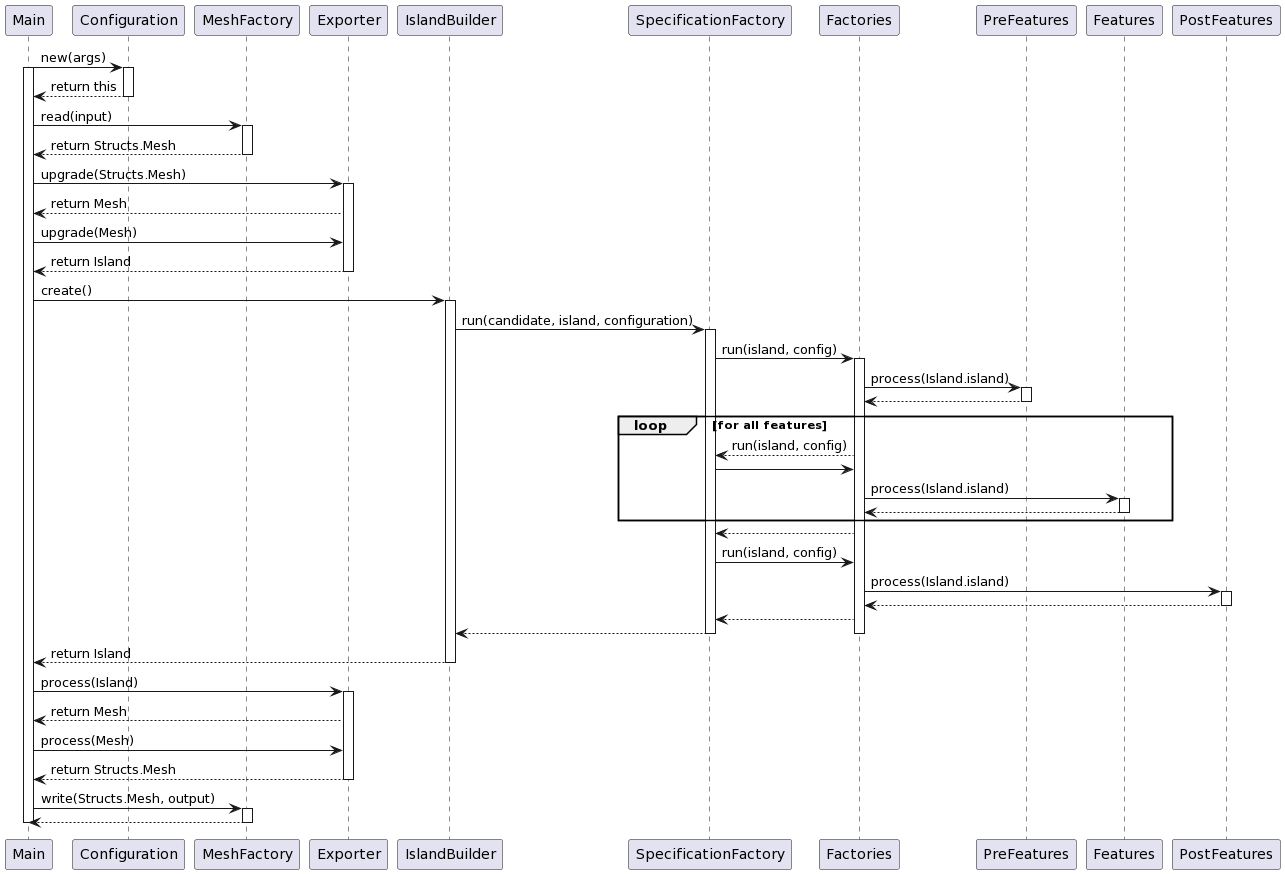 Main Configuration MeshFactory Exporter IslandBuilder SpecificationFactory Factories PreFeatures Features PostFeatures
new(args)
return this
read(input)
return Structs.Mesh
upgrade(Structs.Mesh)
return Mesh
upgrade(Mesh)
return Island
create()
run(candidate, island, configuration)
run(island, config)
process(Island.island)
loop [for all features]
run(island, config)
process(Island.island)
run(island, config)
process(Island.island)
return Island
process(Island)
return Mesh
process(Mesh)
return Structs.Mesh
write(Structs.Mesh, output)
Main Configuration MeshFactory Exporter IslandBuilder SpecificationFactory Factories PreFeatures Features PostFeatures